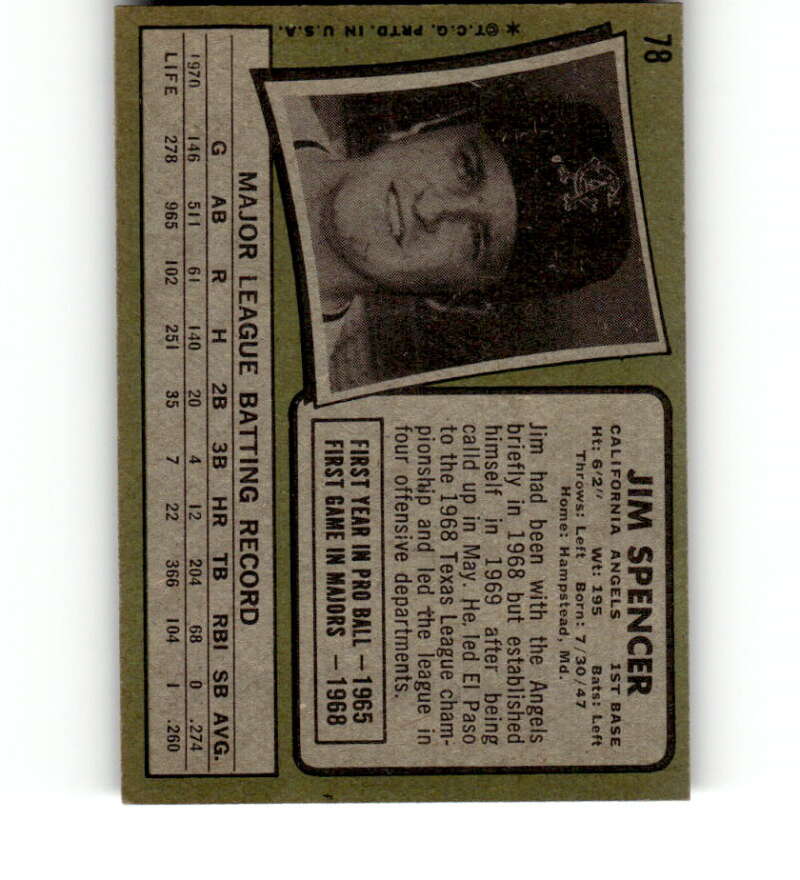 78
JIM SPENCER
CALIFORNIA ANGELS 1ST BASE
Ht: 6'2" Wt: 195 Bats: Left
Throws: Left Born: 7/30/47
Home: Hampstead, Md.
Jim had been with the Angels
briefly in 1968 but established
himself in 1969 after being
calld up in May. He led El Paso
to the 1968 Texas League cham-
pionship and led the league in
four offensive departments.
FIRST YEAR IN PRO BALL — 1965
FIRST GAME IN MAJORS — 1968
MAJOR LEAGUE BATTING RECORD
G AB R H 2B 3B HR TB RBI SB AVG.
1970 146 511 61 140 20 4 12 204 68 0 .274
LIFE 278 965 102 251 35 7 22 366 104 1 .260
* ©T.C.G. PRTD. IN U.S.A.